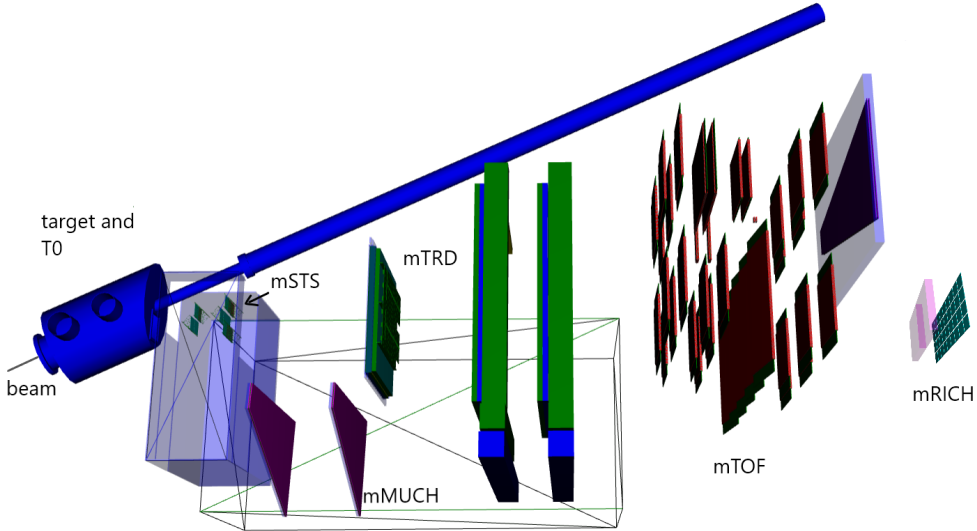 target and
T0
mSTS
mTRD
beam
mRICH
mTOF
mMUCH